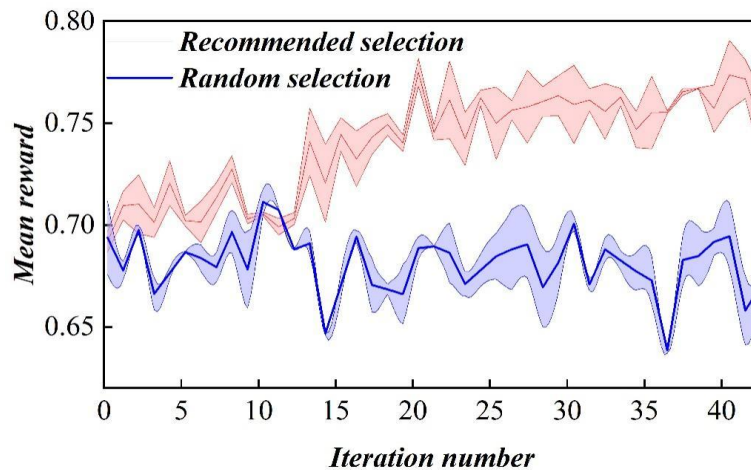 0.80
Recommended selection
Random selection
0.75
Mean reward
0.70
0.65
0 5 10 15 20 25 30 35 40
Iteration number